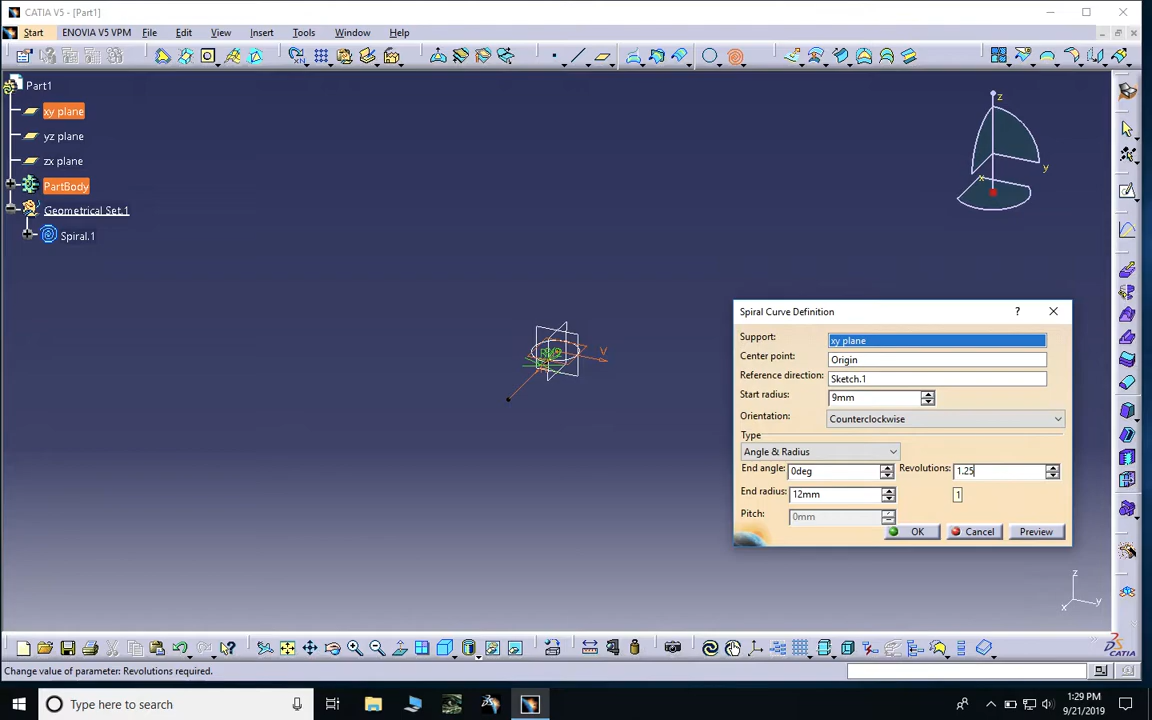 CATIA V5 - [Part1]
Start ENOVIA V5 VPM File Edit View Insert Tools Window Help
Part1
xy plane
yz plane
zx plane
PartBody
Geometrical Set.1
Spiral.1
z
y
x
V
Spiral Curve Definition ?
Support: xy plane
Center point: Origin
Reference direction: Sketch.1
Start radius: 9mm
Orientation: Counterclockwise
Type
Angle & Radius
End angle: 0deg Revolutions: 1.25
End radius: 12mm 1
Pitch: 0mm
OK Cancel Preview
z
y
x
Change value of parameter: Revolutions required.
Type here to search
1:29 PM
9/21/2019